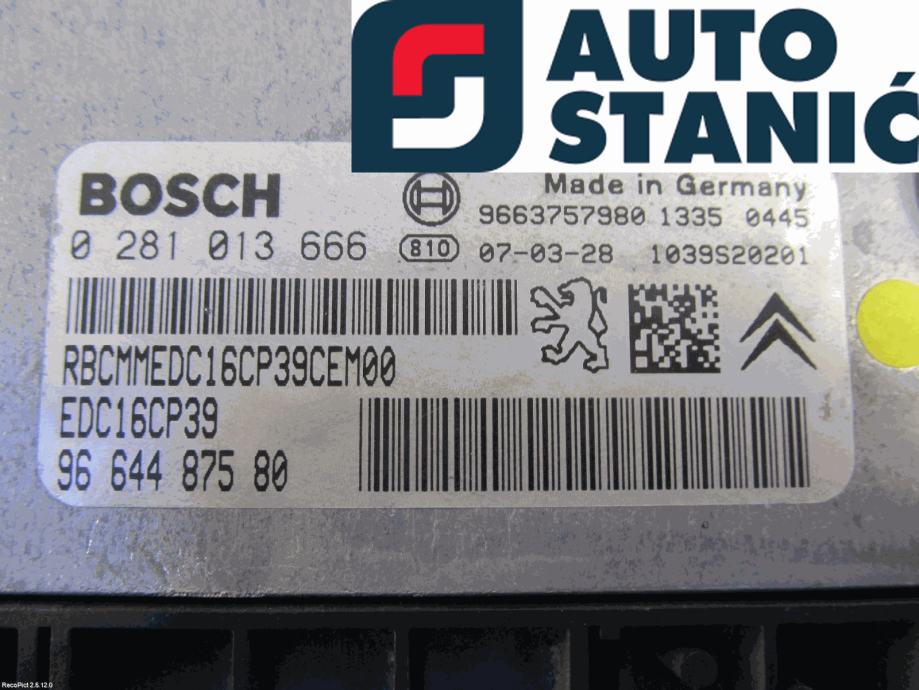 AUTO
STANIĆ
BOSCH
Made in Germany
9663757980 1335 0445
0 281 013 666
810
07-03-28 1039S20201
RBCMMEDC16CP39CEM00
EDC16CP39
96 644 875 80
RecoPict 2.5.12.0